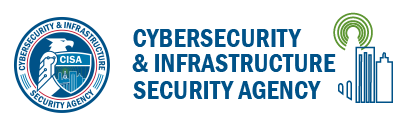 CYBERSECURITY & INFRASTRUCTURE
CISA
SECURITY AGENCY
CYBERSECURITY
& INFRASTRUCTURE
SECURITY AGENCY